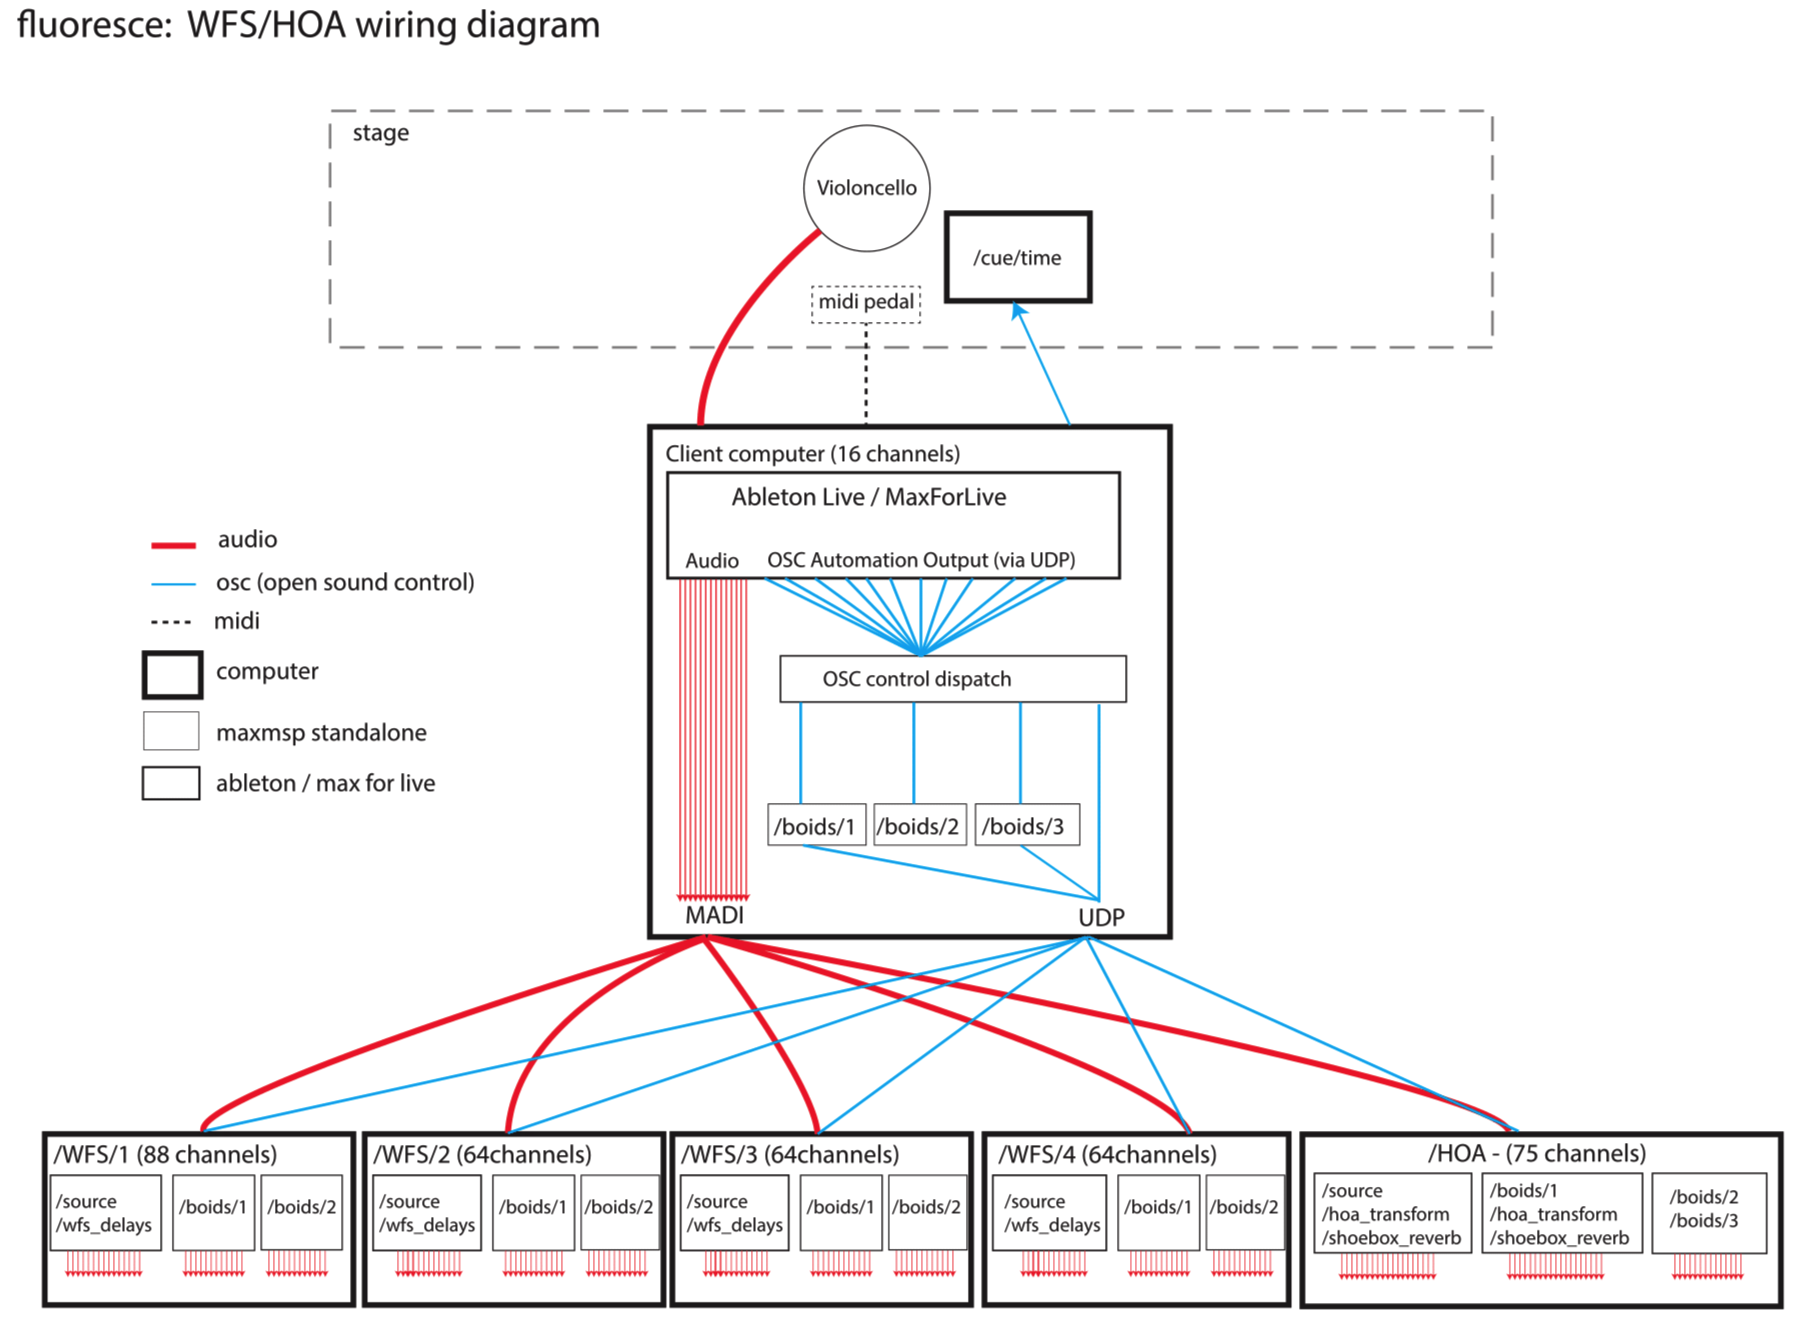 fluoresce: WFS/HOA wiring diagram
stage
Violoncello
/cue/time
midi pedal
Client computer (16 channels)
Ableton Live / MaxForLive
Audio
OSC Automation Output (via UDP)
audio
osc (open sound control)
midi
computer
maxmsp standalone
ableton / max for live
OSC control dispatch
/boids/1
/boids/2
/boids/3
MADI
UDP
/WFS/1 (88 channels)
/source
/wfs_delays
/boids/1
/boids/2
/WFS/2 (64channels)
/source
/wfs_delays
/boids/1
/boids/2
/WFS/3 (64channels)
/source
/wfs_delays
/boids/1
/boids/2
/WFS/4 (64channels)
/source
/wfs_delays
/boids/1
/boids/2
/HOA - (75 channels)
/source
/hoa_transform
/shoebox_reverb
/boids/1
/hoa_transform
/shoebox_reverb
/boids/2
/boids/3